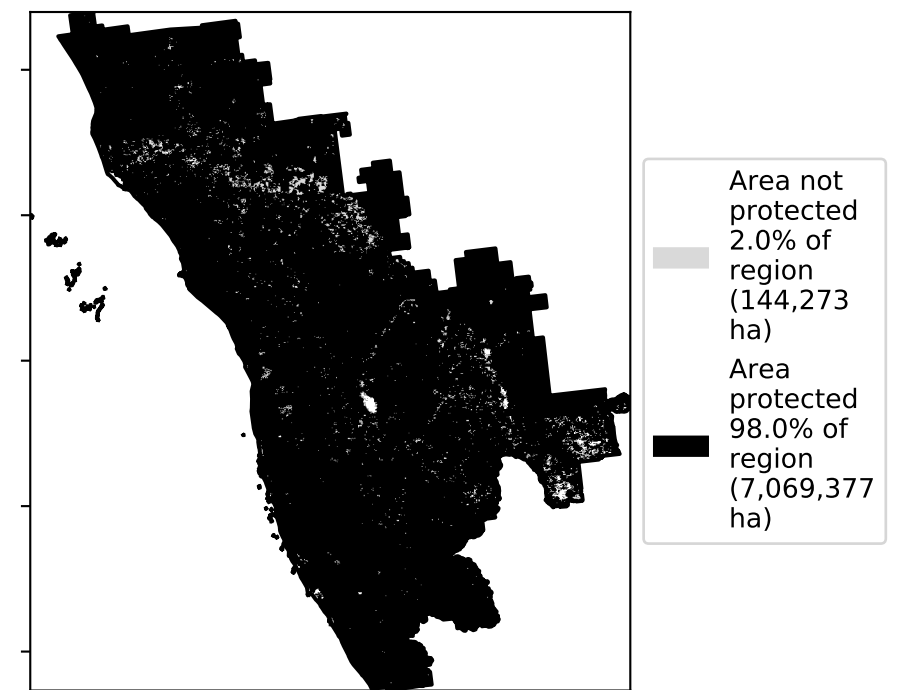 Area not
protected
2.0% of
region
(144,273
ha)
Area
protected
98.0% of
region
(7,069,377
ha)